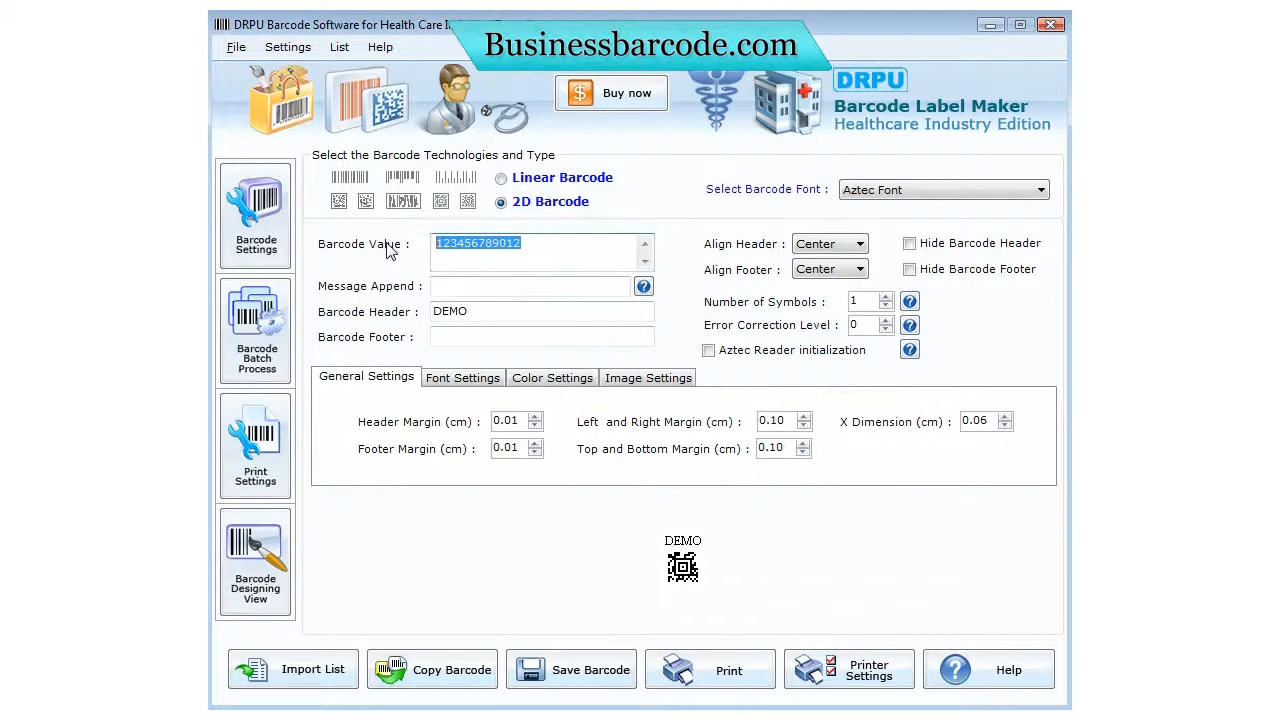 DRPU Barcode Software for Health Care In
Businessbarcode.com
File Settings List Help
Buy now
DRPU
Barcode Label Maker
Healthcare Industry Edition
Select the Barcode Technologies and Type
Linear Barcode
2D Barcode
Select Barcode Font : Aztec Font
Barcode Settings
Barcode Value : 123456789012
Message Append :
Barcode Header : DEMO
Barcode Footer :
Align Header : Center
Hide Barcode Header
Align Footer : Center
Hide Barcode Footer
Number of Symbols : 1
Error Correction Level : 0
Aztec Reader initialization
Barcode
Batch
Process
General Settings Font Settings Color Settings Image Settings
Header Margin (cm) : 0.01 Left and Right Margin (cm) : 0.10 X Dimension (cm) : 0.06
Footer Margin (cm) : 0.01 Top and Bottom Margin (cm) : 0.10
Print
Settings
DEMO
Barcode
Designing
View
Import List Copy Barcode Save Barcode Print Printer Settings Help